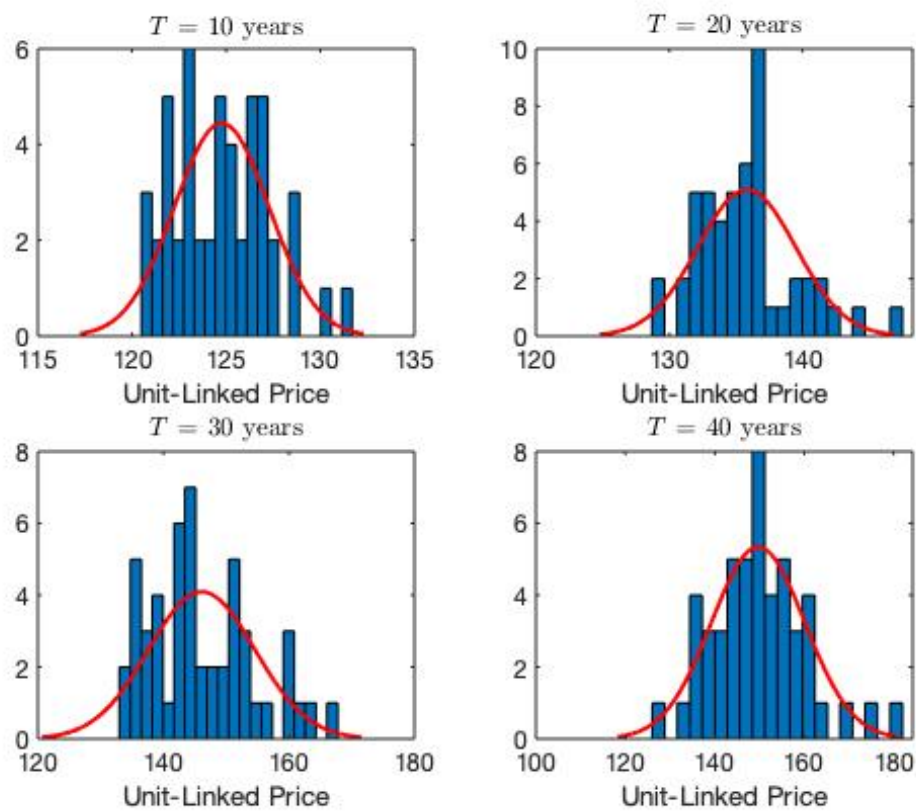 T = 10 years
6
4
2
0
115 120 125 130 135
Unit-Linked Price
T = 20 years
10
8
6
4
2
0
120 130 140
Unit-Linked Price
T = 30 years
8
6
4
2
0
120 140 160 180
Unit-Linked Price
T = 40 years
8
6
4
2
0
100 120 140 160 180
Unit-Linked Price